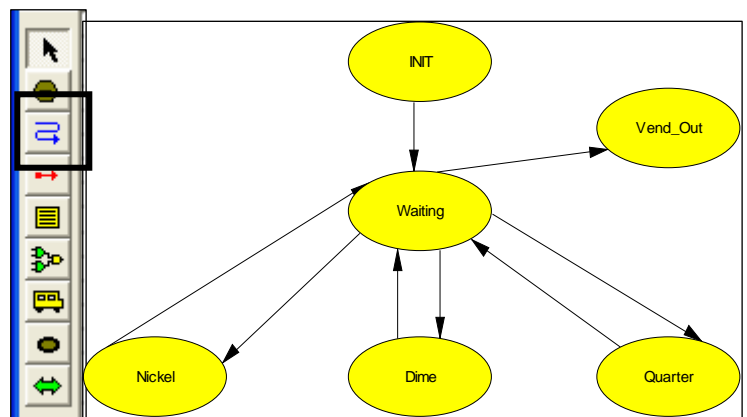 INIT
Vend_Out
Waiting
Nickel
Dime
Quarter